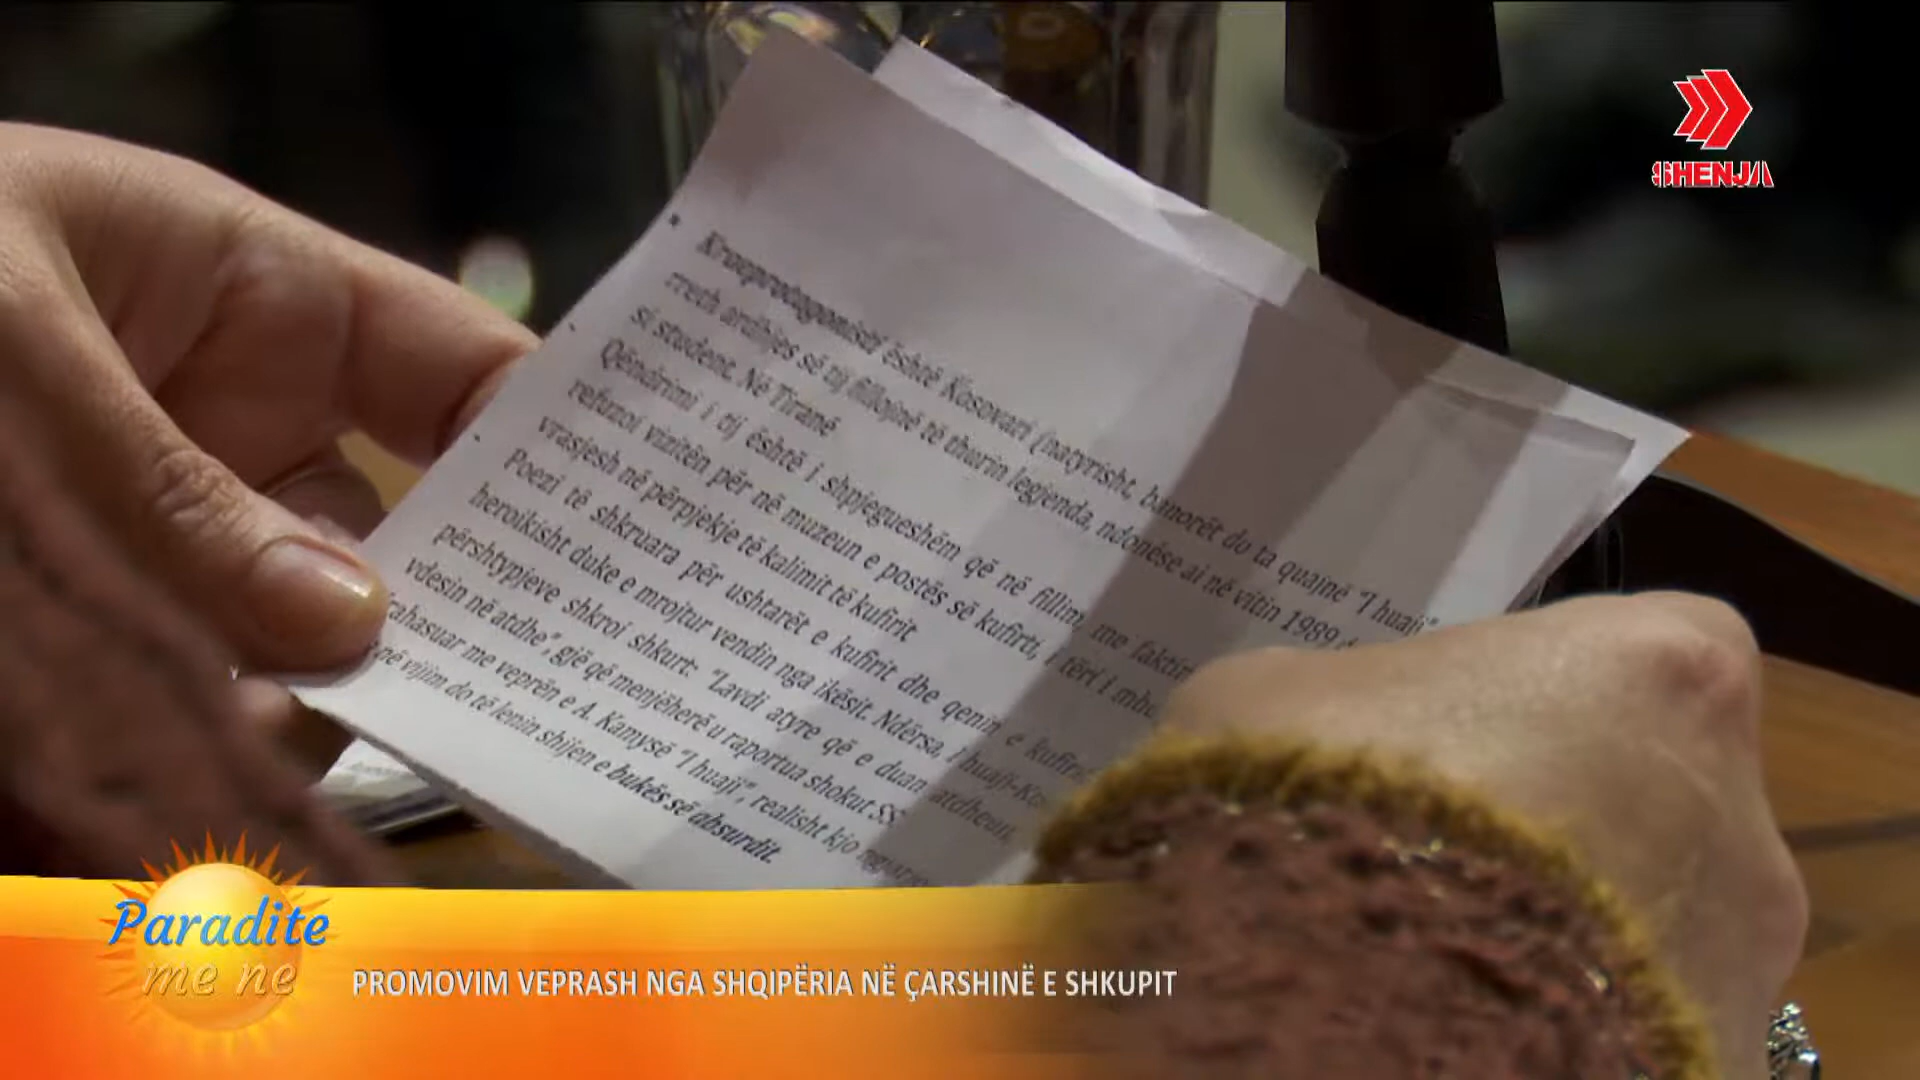 SHENJA
Kryeprotagonisti është Kosovari (natyrisht, banorët do ta quajnë "I huaji"
rreth ardhjes së tij fillojnë të thurin legjenda, ndonëse ai në vitin 1989
si student. Në Tiranë
Qëndrimi i tij është i shpjegueshëm që në fillim, me faktin
refuzoi vizitën për në muzeun e postës së kufirti, i tëri i
vrasjesh në përpjekje të kalimit të kufirit
Poezi të shkruara për ushtarët e kufirit dhe qenin e
heroikisht duke e mrojtur vendin nga ikësit. Ndërsa, I huaji-
përshtypjeve shkroi shkurt: "Lavdi atyre që e duan atdheun,
vdesin në atdhe", gjë që menjëherë u raportua shokut SS
krahasuar me veprën e A. Kamysë "I huaji", realisht kjo
në vijim do të lenin shijen e bukës së absurdit.
Paradite
me ne
PROMOVIM VEPRASH NGA SHQIPËRIA NË ÇARSHINË E SHKUPIT